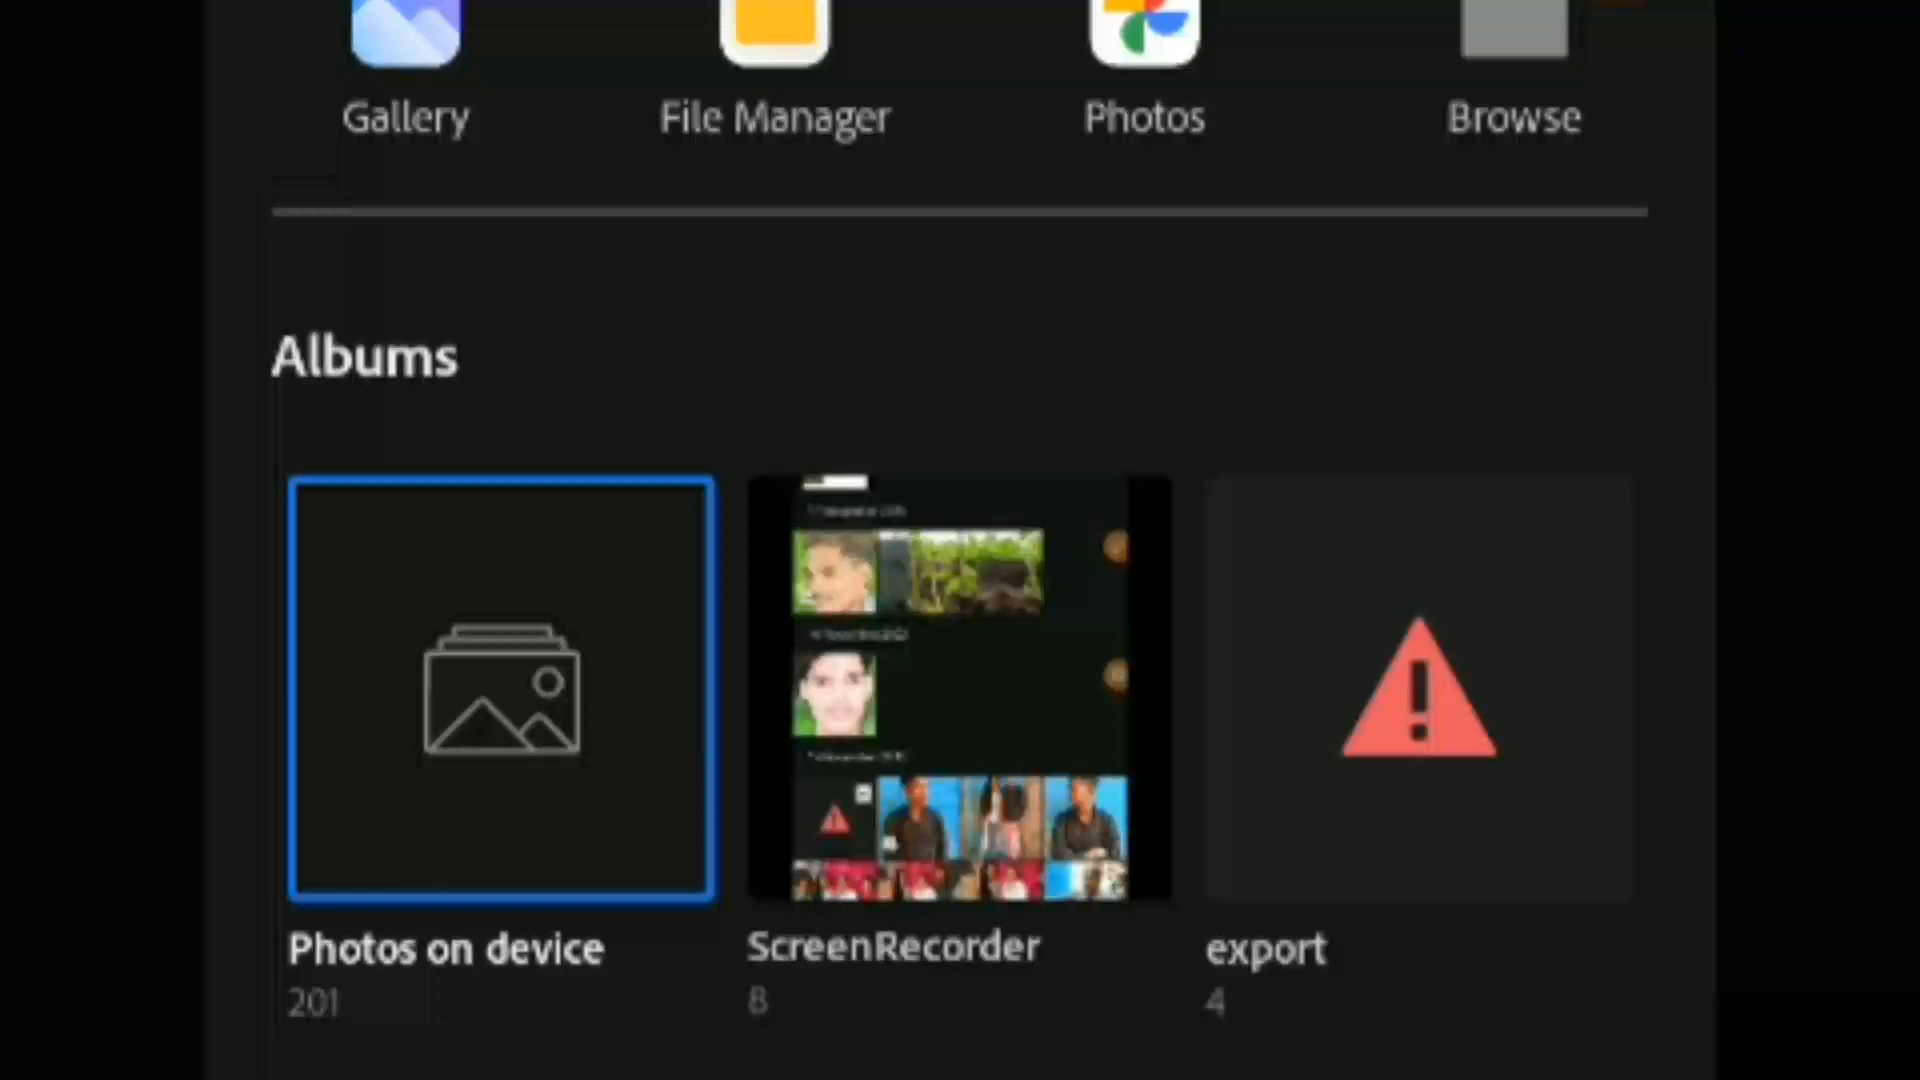 Gallery File Manager Photos Browse
Albums
Photos on device ScreenRecorder export
201 8 4